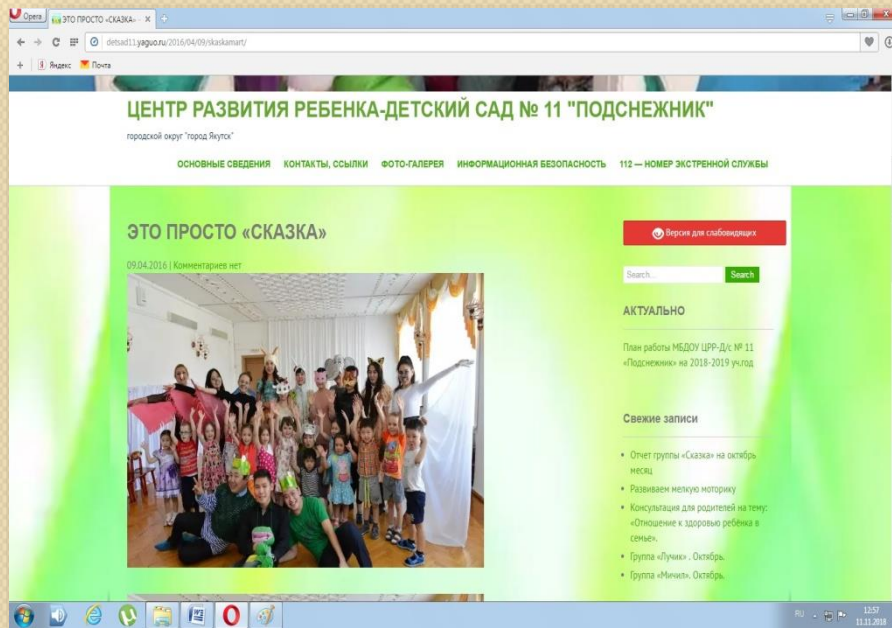 Opera
ЭТО ПРОСТО «СКАЗКА» –
detsad11.yaguo.ru/2016/04/09/skaskamart/
Яндекс Почта
ЦЕНТР РАЗВИТИЯ РЕБЕНКА-ДЕТСКИЙ САД № 11 "ПОДСНЕЖНИК"
городской округ "город Якутск"
ОСНОВНЫЕ СВЕДЕНИЯ КОНТАКТЫ, ССЫЛКИ ФОТО-ГАЛЕРЕЯ ИНФОРМАЦИОННАЯ БЕЗОПАСНОСТЬ 112 — НОМЕР ЭКСТРЕННОЙ СЛУЖБЫ
ЭТО ПРОСТО «СКАЗКА»
09.04.2016 | Комментариев нет
Версия для слабовидящих
Search... Search
АКТУАЛЬНО
План работы МБДОУ ЦРР-Д/с № 11
«Подснежник» на 2018-2019 уч.год
Свежие записи
Отчет группы «Сказка» на октябрь
месяц
Развиваем мелкую моторику
Консультация для родителей на тему:
«Отношение к здоровью ребёнка в
семье».
Группа «Лучик» . Октябрь.
Группа «Мичил». Октябрь.
RU 12:57
11.11.2018